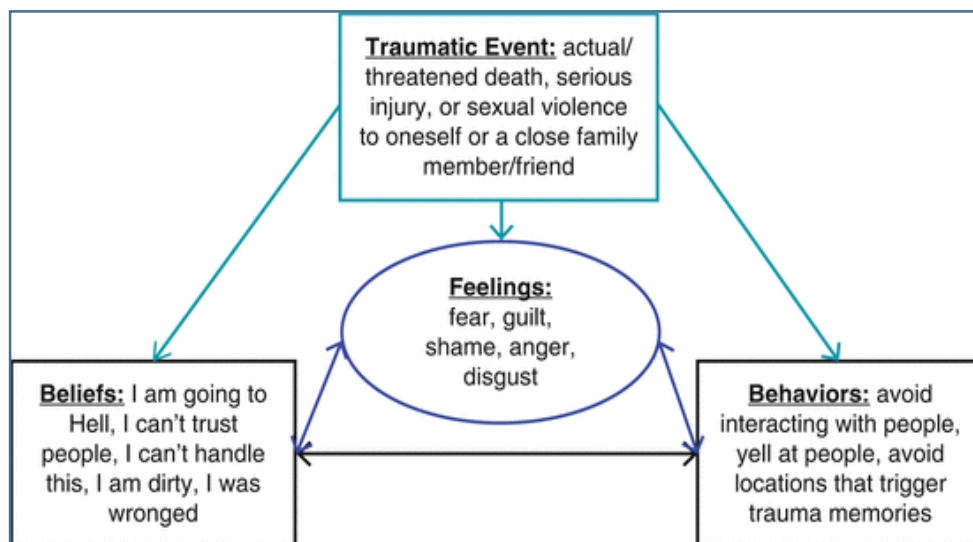 Traumatic Event: actual/
threatened death, serious
injury, or sexual violence
to oneself or a close family
member/friend
Feelings:
fear, guilt,
shame, anger,
disgust
Beliefs: I am going to
Hell, I can’t trust
people, I can’t handle
this, I am dirty, I was
wronged
Behaviors: avoid
interacting with people,
yell at people, avoid
locations that trigger
trauma memories